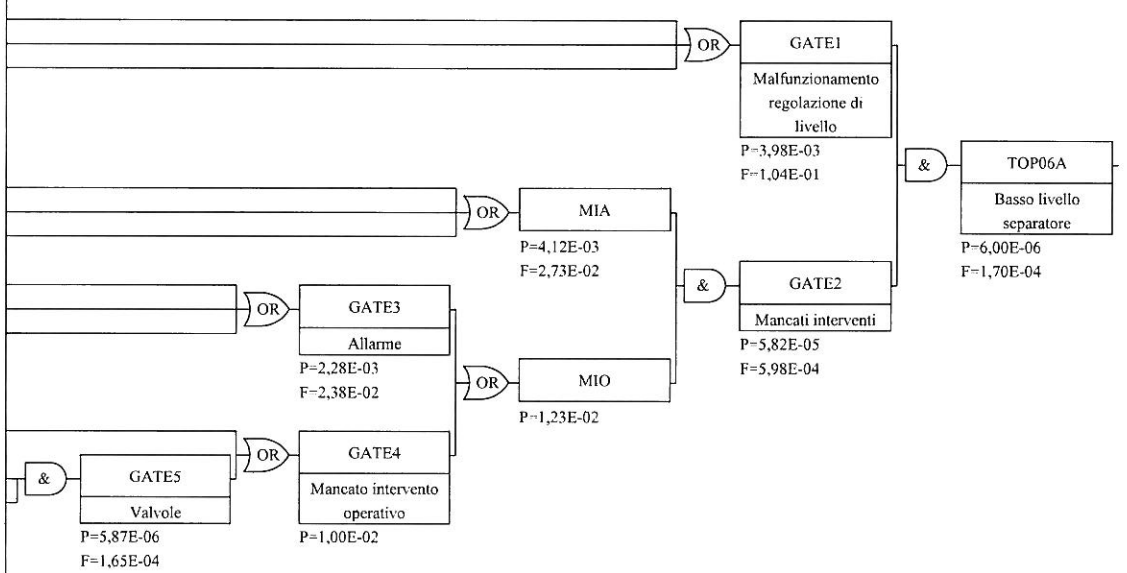 OR
GATE1
Malfunzionamento
regolazione di
livello
P=3,98E-03
F=1,04E-01
&
TOP06A
Basso livello
separatore
P=6,00E-06
F=1,70E-04
OR
MIA
P=4,12E-03
F=2,73E-02
&
GATE2
Mancati interventi
P=5,82E-05
F=5,98E-04
OR
GATE3
Allarme
P=2,28E-03
F=2,38E-02
OR
MIO
P=1,23E-02
OR
GATE4
Mancato intervento
operativo
P=1,00E-02
&
GATE5
Valvole
P=5,87E-06
F=1,65E-04